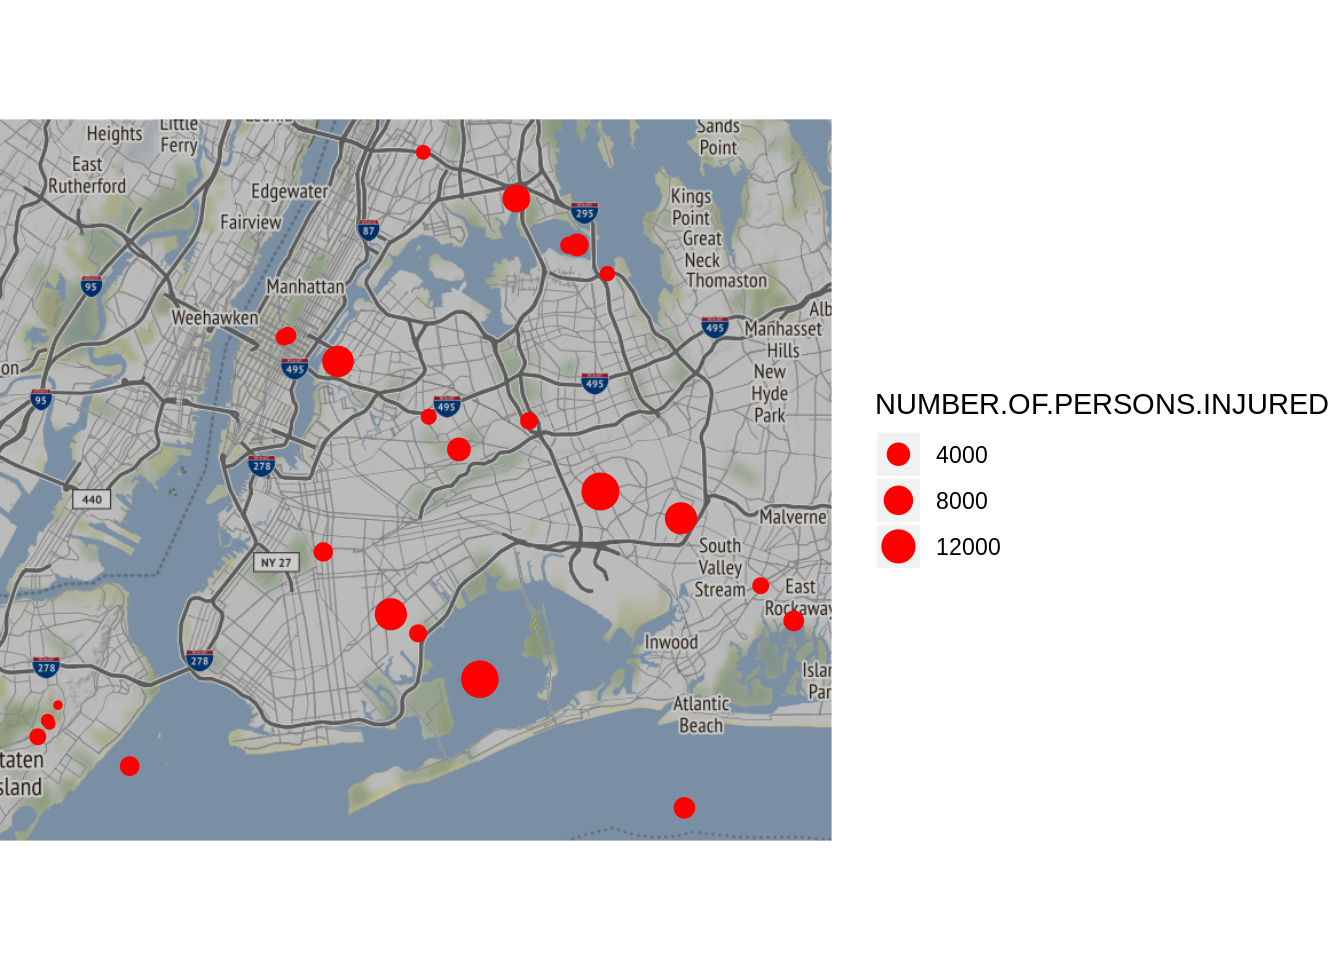 Heights
Little
Ferry
Sands
Point
East
Rutherford
Edgewater
Kings
Point
Fairview
295
87
Great
Neck
Thomaston
95
Manhattan
Weehawken
Alb
495
Manhasset
Hills
on
495
495
New
Hyde
Park
95
495
278
440
Malverne
NY 27
South
Valley
Stream
East
Rockaway
Inwood
278
278
Islan
Par
Atlantic
Beach
taten
sland
NUMBER.OF.PERSONS.INJURED
4000
8000
12000